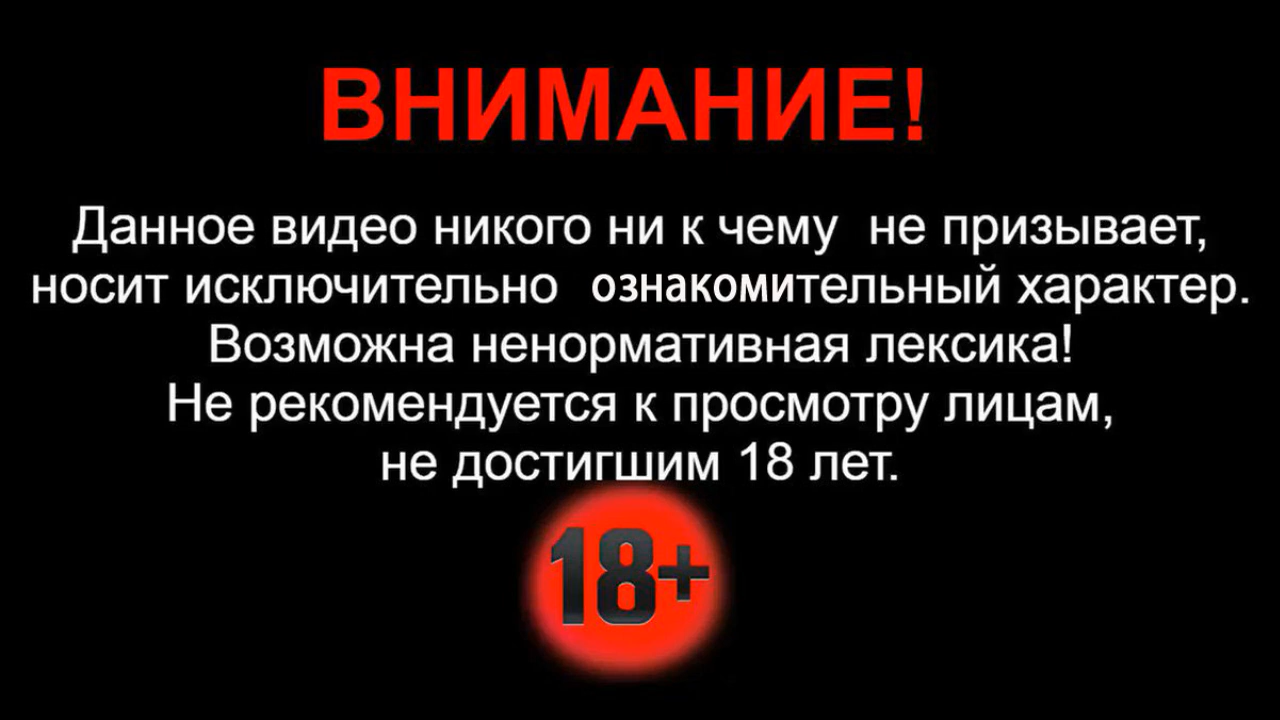 ВНИМАНИЕ!
Данное видео никого ни к чему не призывает,
носит исключительно ознакомительный характер.
Возможна ненормативная лексика!
Не рекомендуется к просмотру лицам,
не достигшим 18 лет.
18+